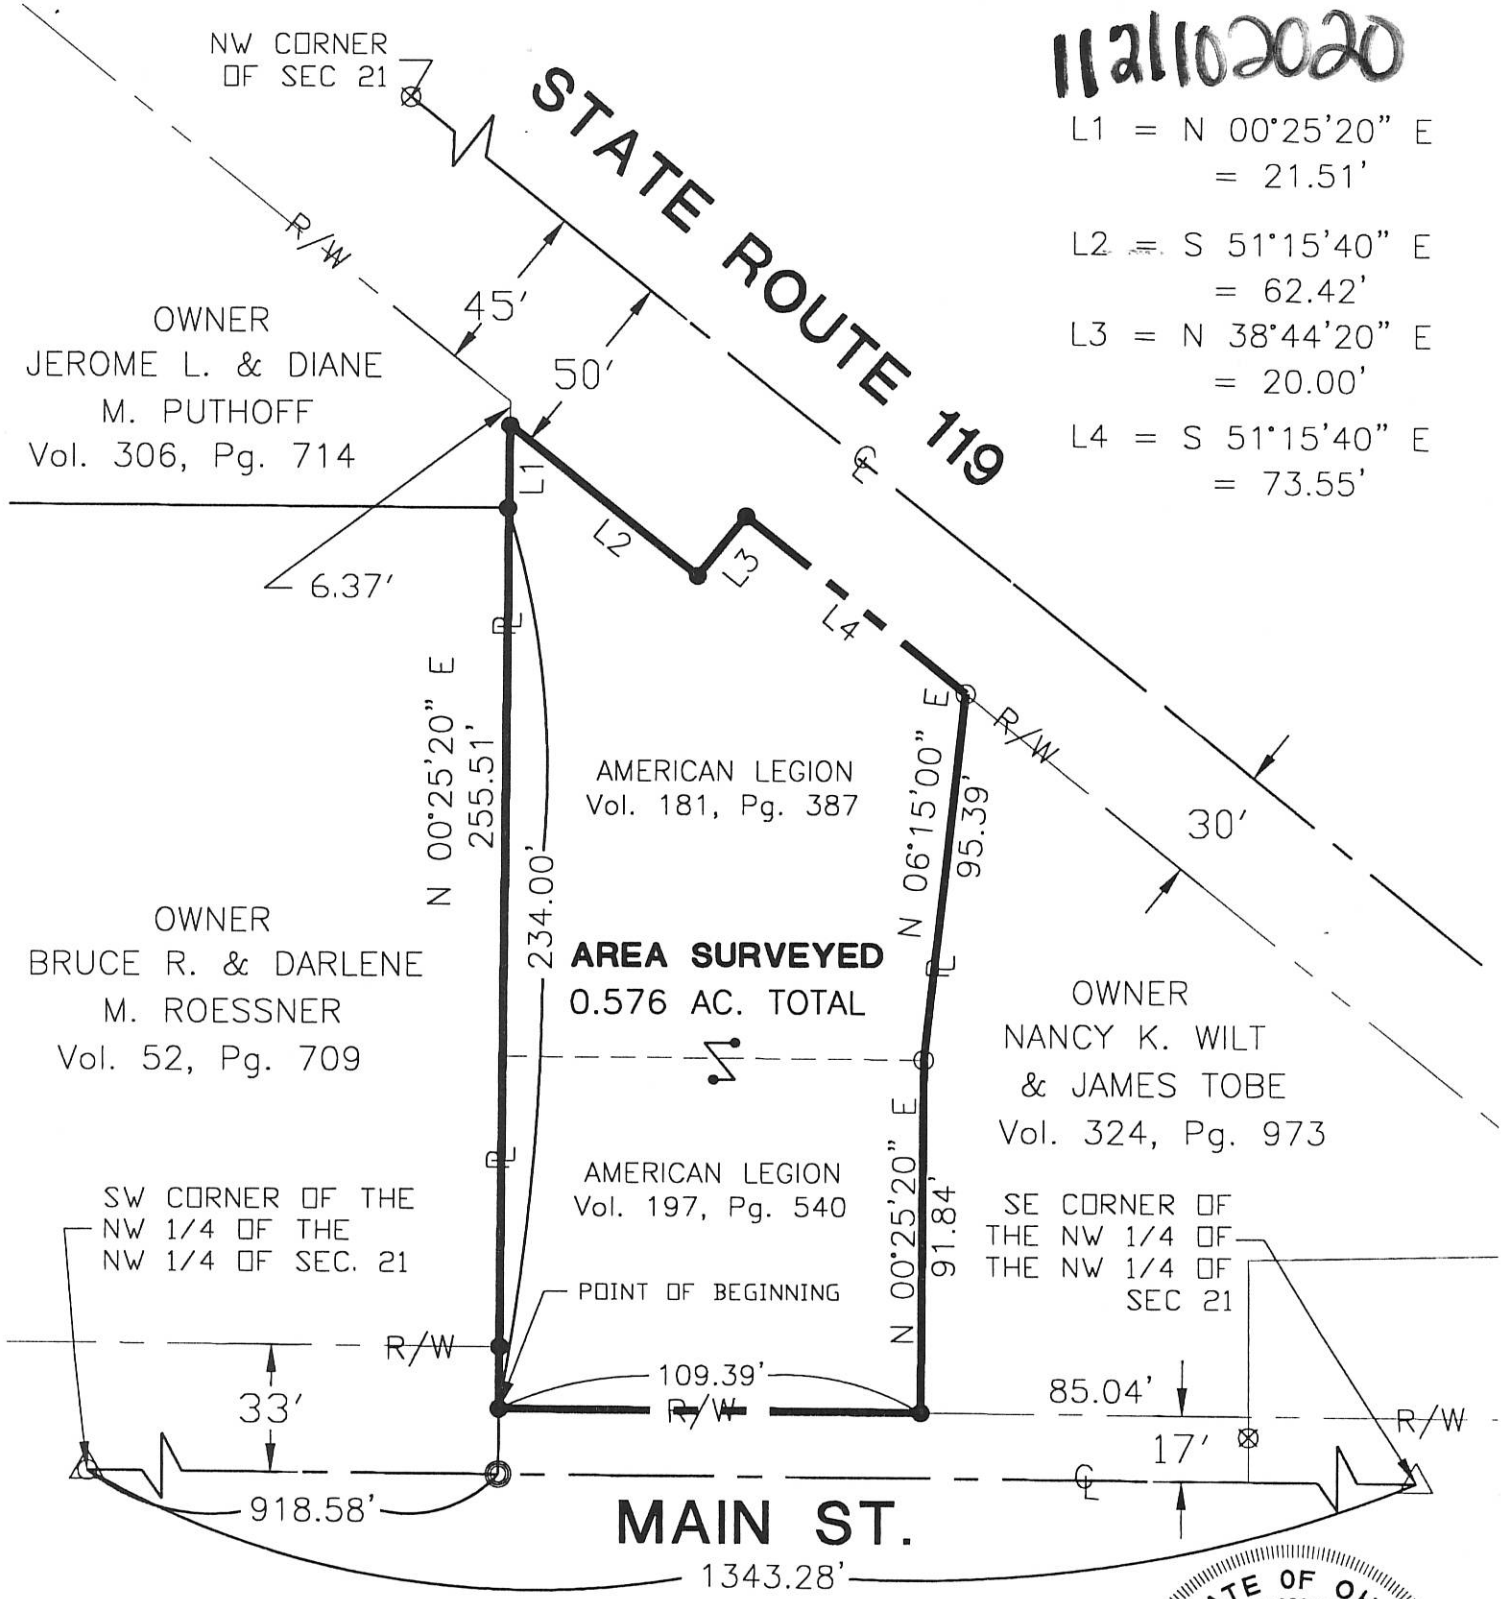 NW CORNER
OF SEC 21
112102020
STATE ROUTE 119
L1 = N 00°25'20" E
= 21.51'
L2 = S 51°15'40" E
= 62.42'
L3 = N 38°44'20" E
= 20.00'
L4 = S 51°15'40" E
= 73.55'
R/W
45'
50'
OWNER
JEROME L. & DIANE
M. PUTHOFF
Vol. 306, Pg. 714
6.37'
L1
L2
L3
L4
℄
R/W
30'
N 00°25'20" E
255.51'
234.00'
AMERICAN LEGION
Vol. 181, Pg. 387
N 06°15'00" E
95.39'
AREA SURVEYED
0.576 AC. TOTAL
OWNER
BRUCE R. & DARLENE
M. ROESSNER
Vol. 52, Pg. 709
OWNER
NANCY K. WILT
& JAMES TOBE
Vol. 324, Pg. 973
AMERICAN LEGION
Vol. 197, Pg. 540
N 00°25'20" E
91.84'
SW CORNER OF THE
NW 1/4 OF THE
NW 1/4 OF SEC. 21
SE CORNER OF
THE NW 1/4 OF
THE NW 1/4 OF
SEC 21
POINT OF BEGINNING
R/W
33'
109.39'
R/W
85.04'
17'
R/W
℄
918.58'
MAIN ST.
1343.28'
OF